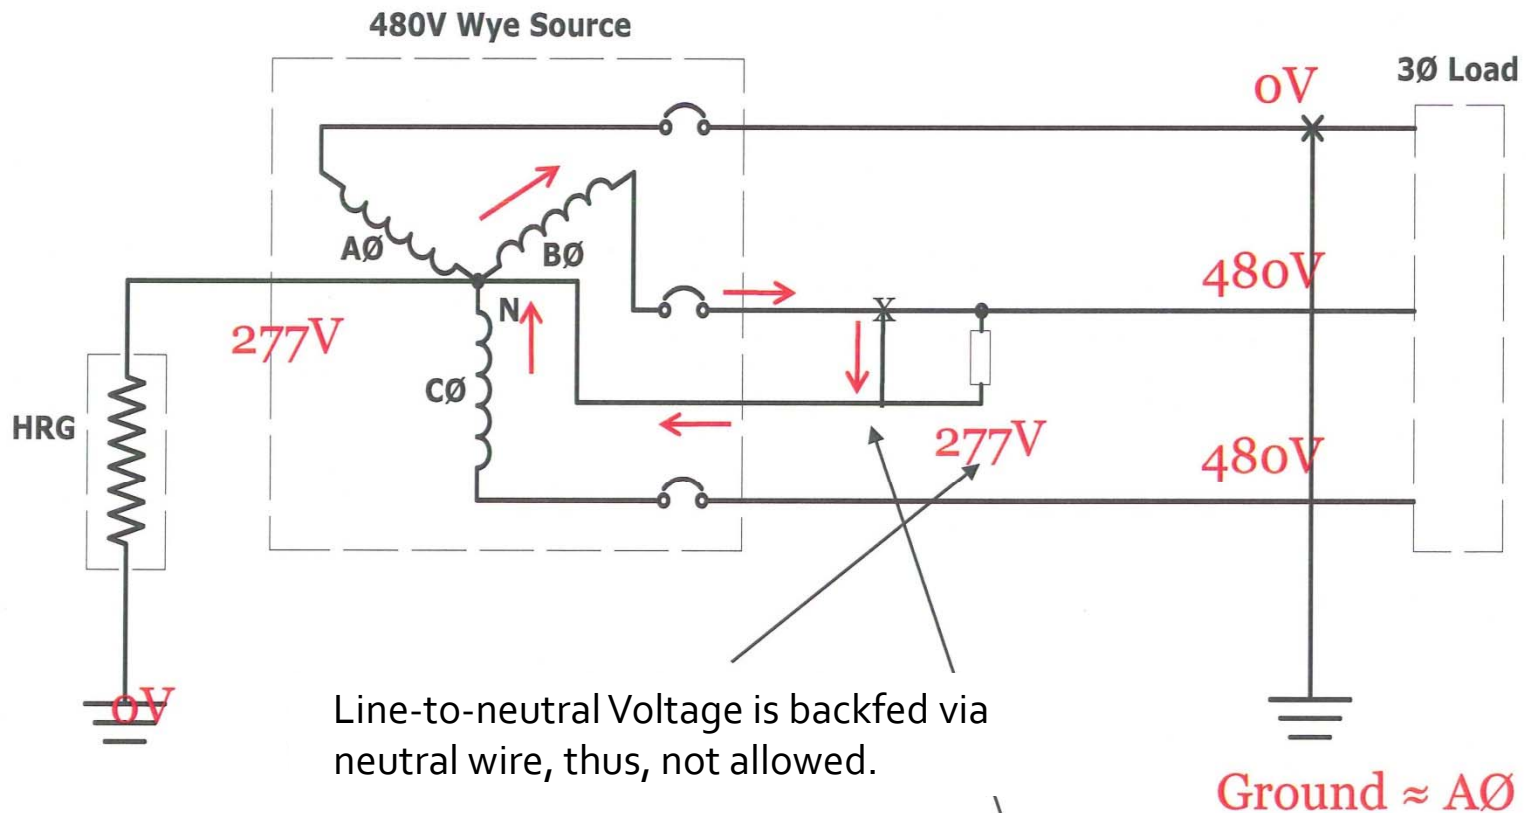 480V Wye Source
3Ø Load
0V
AØ
BØ
480V
N
277V
CØ
HRG
277V
480V
X
0V
Line-to-neutral Voltage is backfed via
neutral wire, thus, not allowed.
Ground ≈ AØ